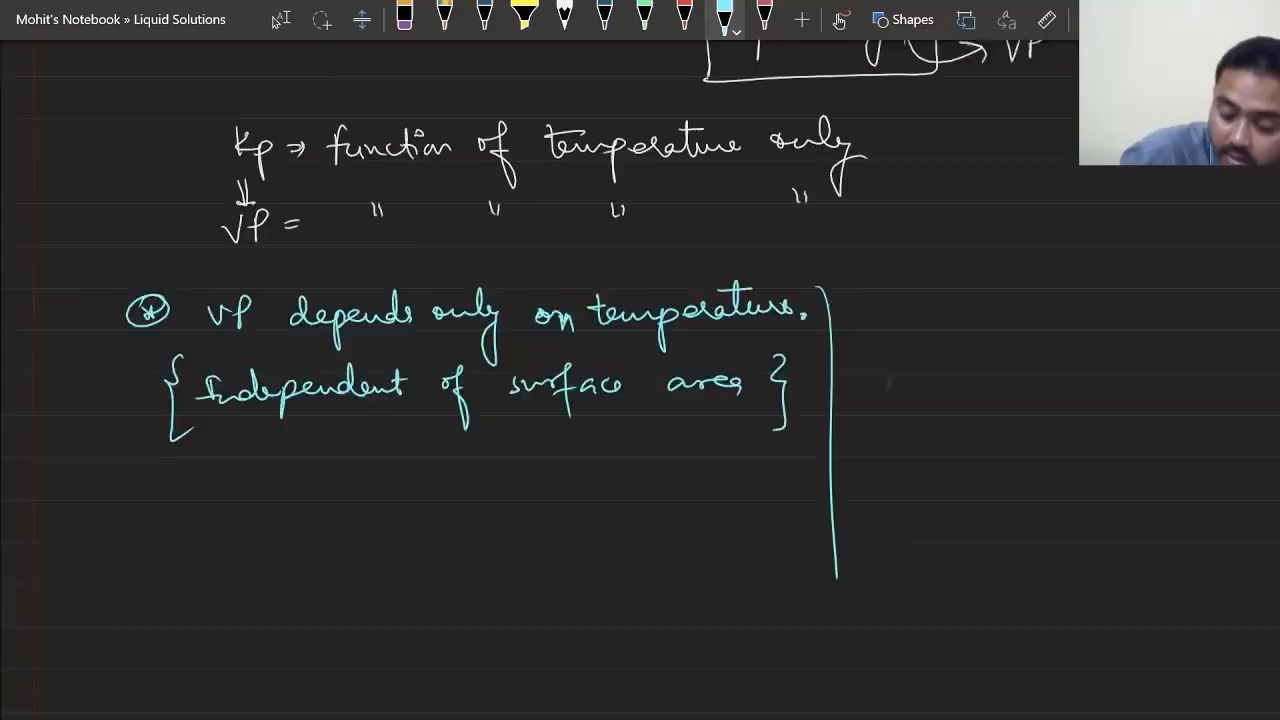 Mohit's Notebook » Liquid Solutions
Shapes
VP
Kp ⇒ function of temperature only
⇓
VP = " " " "
* VP depends only on temperature.
{ Independent of surface area }